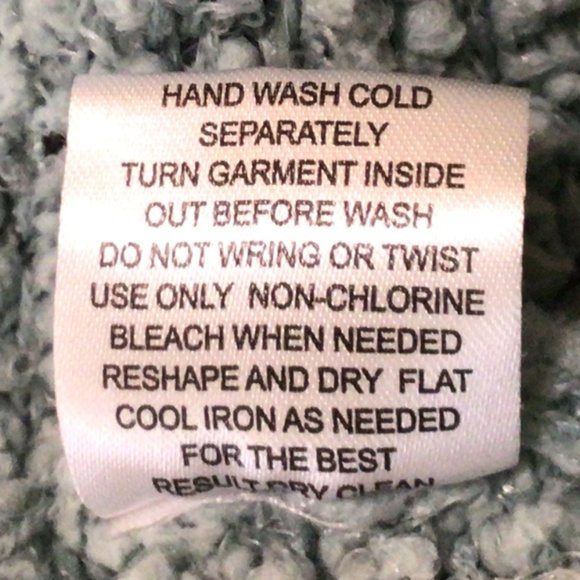 HAND WASH COLD
SEPARATELY
TURN GARMENT INSIDE
OUT BEFORE WASH
DO NOT WRING OR TWIST
USE ONLY NON-CHLORINE
BLEACH WHEN NEEDED
RESHAPE AND DRY FLAT
COOL IRON AS NEEDED
FOR THE BEST
RESULT DRY CLEAN